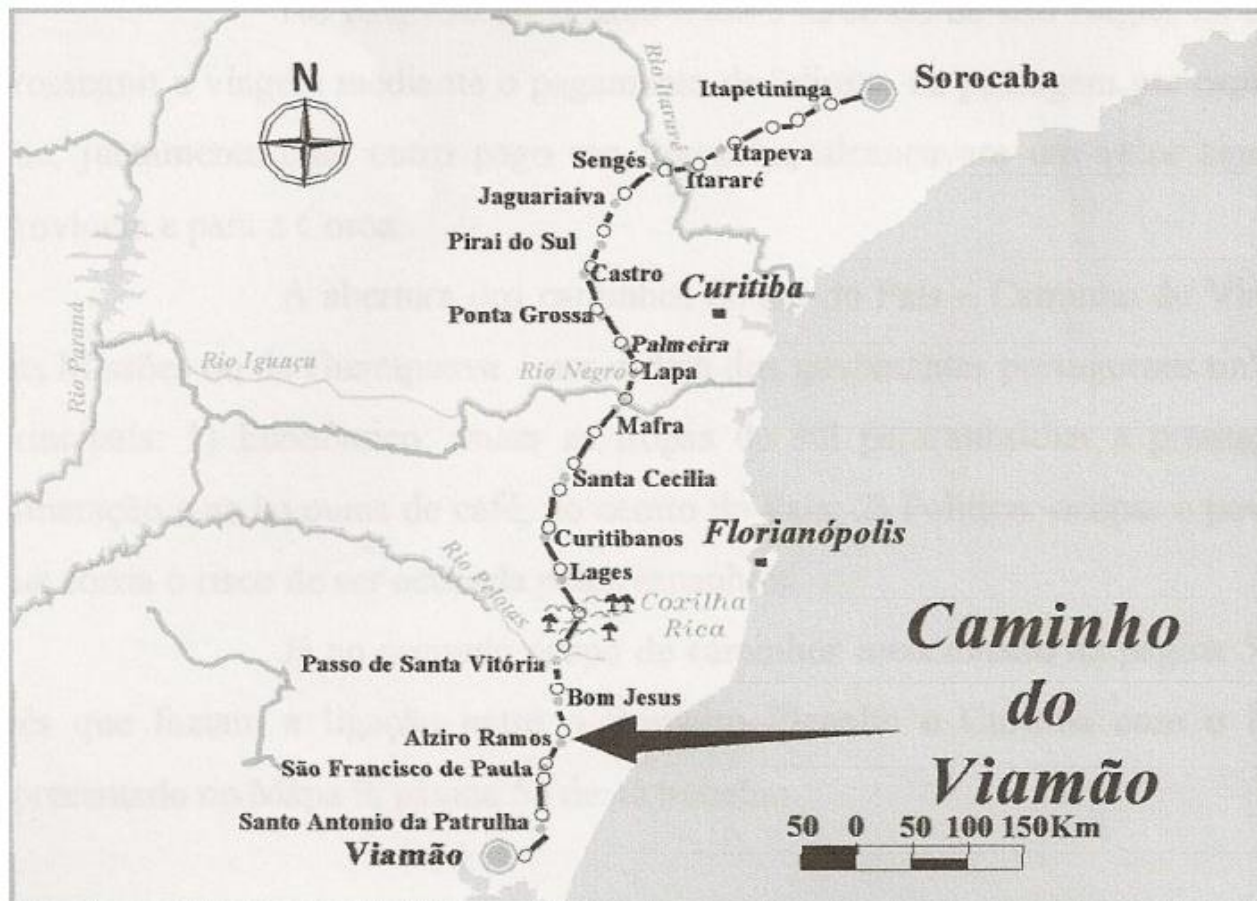 N
Sorocaba
Itapetininga
Rio Itararé
Itapeva
Sengés
Itararé
Jaguariaíva
Pirai do Sul
Castro
Curitiba
Ponta Grossa
Palmeira
Rio Paraná
Rio Iguaçu
Rio Negro
Lapa
Mafra
Santa Cecília
Curitibanos
Florianópolis
Rio Pelotas
Lages
Coxilha
Rica
Caminho
do
Viamão
Passo de Santa Vitória
Bom Jesus
Alziro Ramos
São Francisco de Paula
Santo Antonio da Patrulha
Viamão
50 0 50 100 150Km